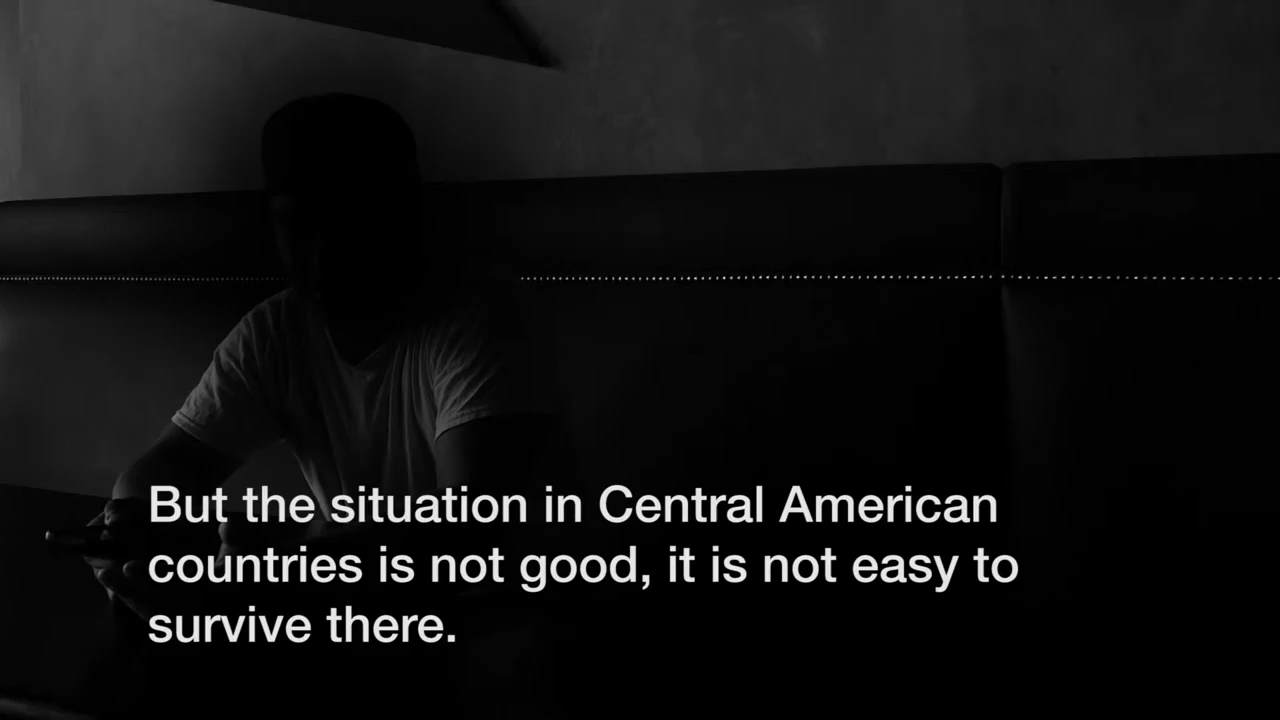 But the situation in Central American
countries is not good, it is not easy to
survive there.